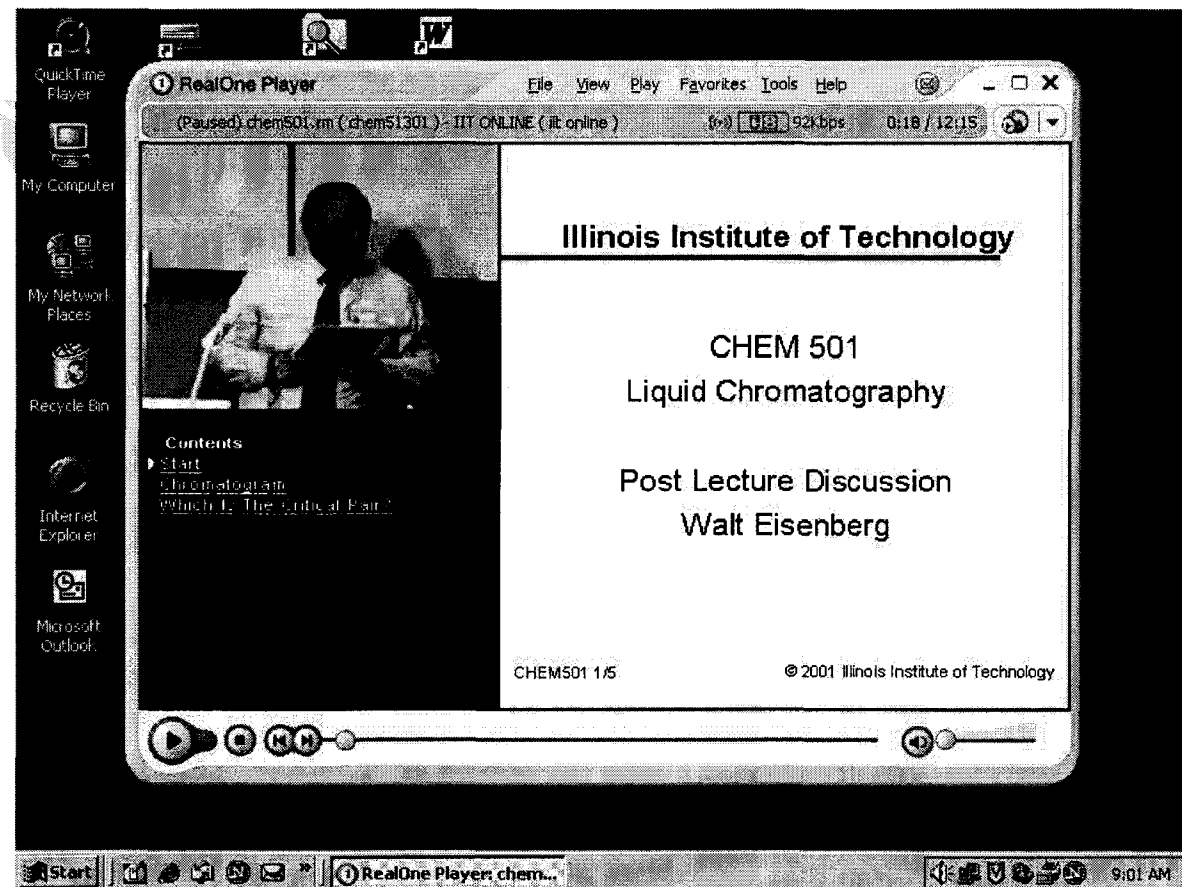 QuickTime
Player
My Computer
My Network
Places
Recycle Bin
Internet
Explorer
Microsoft
Outlook
RealOne Player
File View Play Favorites Tools Help
(Paused) chem501.rm ( chem51301 ) - IIT ONLINE ( iit online )
92kbps
0:18 / 12:15
Illinois Institute of Technology
CHEM 501
Liquid Chromatography
Post Lecture Discussion
Walt Eisenberg
CHEM501 1/5
© 2001 Illinois Institute of Technology
Contents
Start
Chromatogram
Which Is The Critical Pair?
Start
RealOne Player: chem...
9:01 AM